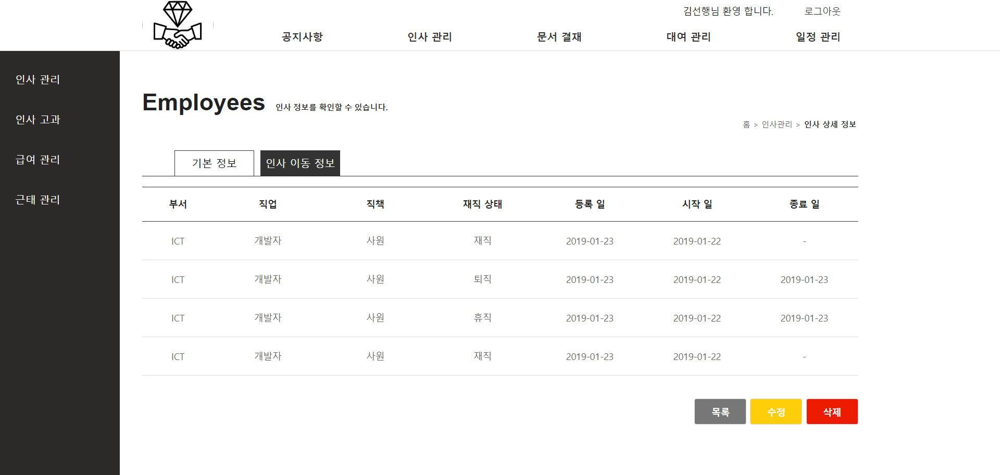 김선행님 환영 합니다. 로그아웃
공지사항 인사 관리 문서 결재 대여 관리 일정 관리
인사 관리
인사 고과
급여 관리
근태 관리
Employees 인사 정보를 확인할 수 있습니다.
홈 > 인사관리 > 인사 상세 정보
기본 정보 인사 이동 정보
부서 직업 직책 재직 상태 등록 일 시작 일 종료 일
ICT 개발자 사원 재직 2019-01-23 2019-01-22 -
ICT 개발자 사원 퇴직 2019-01-23 2019-01-22 2019-01-23
ICT 개발자 사원 휴직 2019-01-23 2019-01-22 2019-01-23
ICT 개발자 사원 재직 2019-01-23 2019-01-22 -
목록 수정 삭제